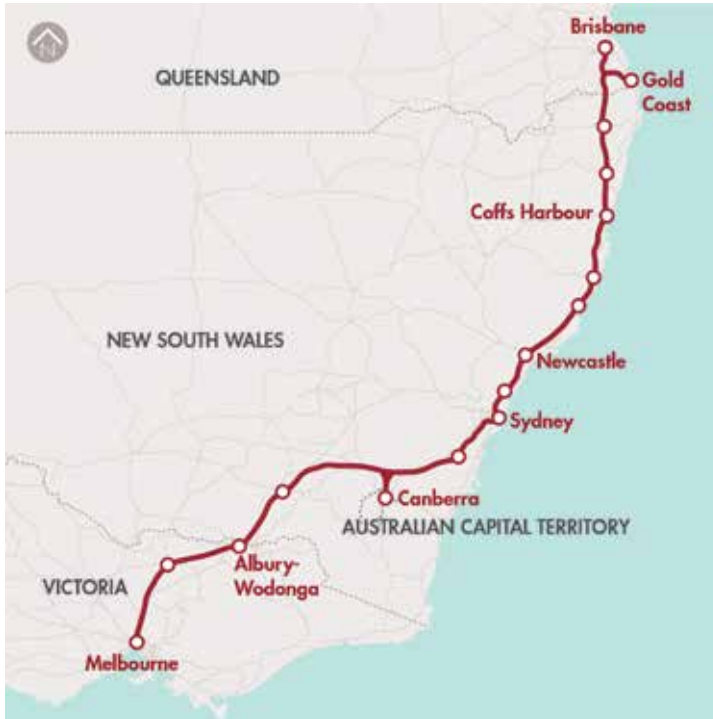 Brisbane
QUEENSLAND
Gold
Coast
Coffs Harbour
NEW SOUTH WALES
Newcastle
Sydney
Canberra
AUSTRALIAN CAPITAL TERRITORY
Albury-
Wodonga
VICTORIA
Melbourne